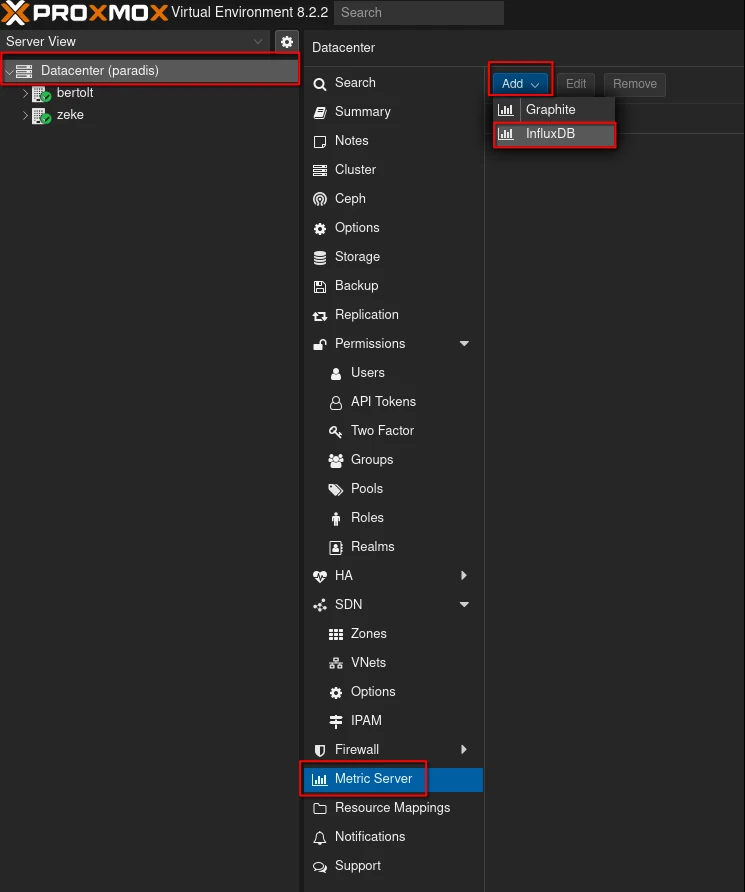 PROXMOX Virtual Environment 8.2.2 Search
Server View
Datacenter (paradis)
bertolt
zeke
Datacenter
Search
Summary
Notes
Cluster
Ceph
Options
Storage
Backup
Replication
Permissions
Users
API Tokens
Two Factor
Groups
Pools
Roles
Realms
HA
SDN
Zones
VNets
Options
IPAM
Firewall
Metric Server
Resource Mappings
Notifications
Support
Add Edit Remove
Graphite
InfluxDB